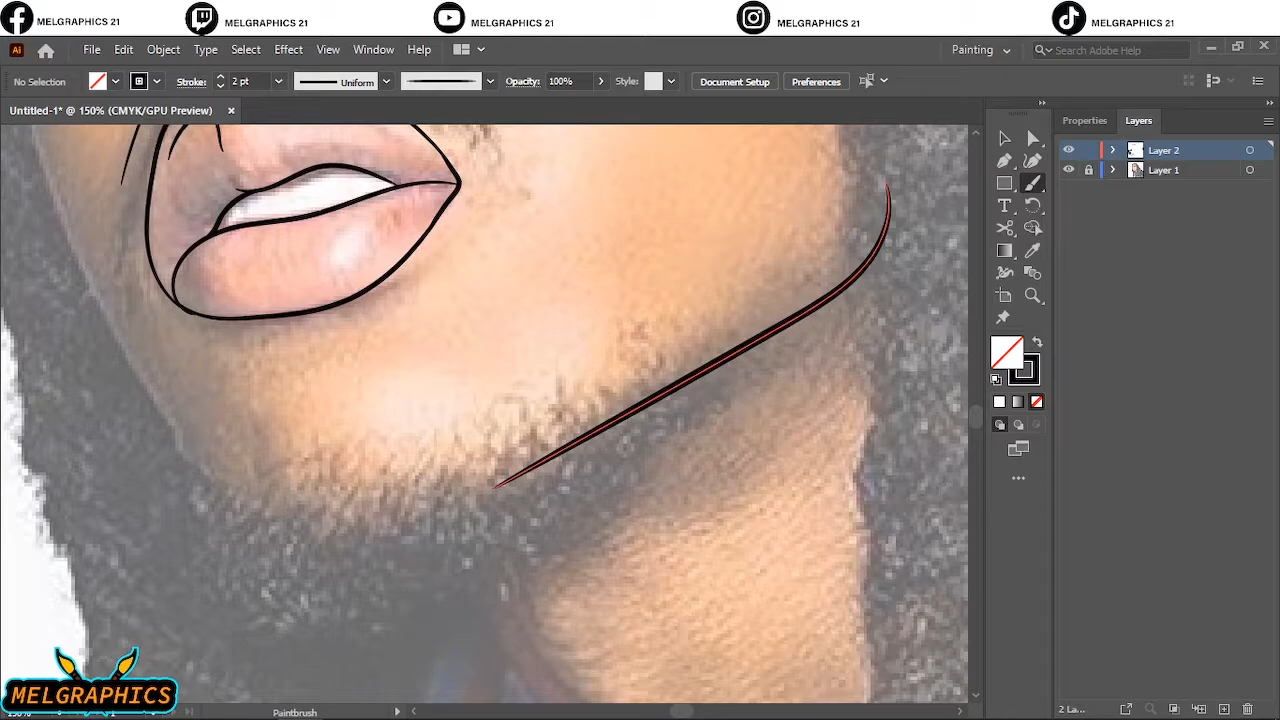 MELGRAPHICS 21
MELGRAPHICS 21
MELGRAPHICS 21
MELGRAPHICS 21
MELGRAPHICS 21
Ai File Edit Object Type Select Effect View Window Help Painting Search Adobe Help
No Selection Stroke: 2 pt Uniform Opacity: 100% Style: Document Setup Preferences
Untitled-1* @ 150% (CMYK/GPU Preview)
Properties Layers
Layer 2
Layer 1
MELGRAPHICS
Paintbrush
2 La...